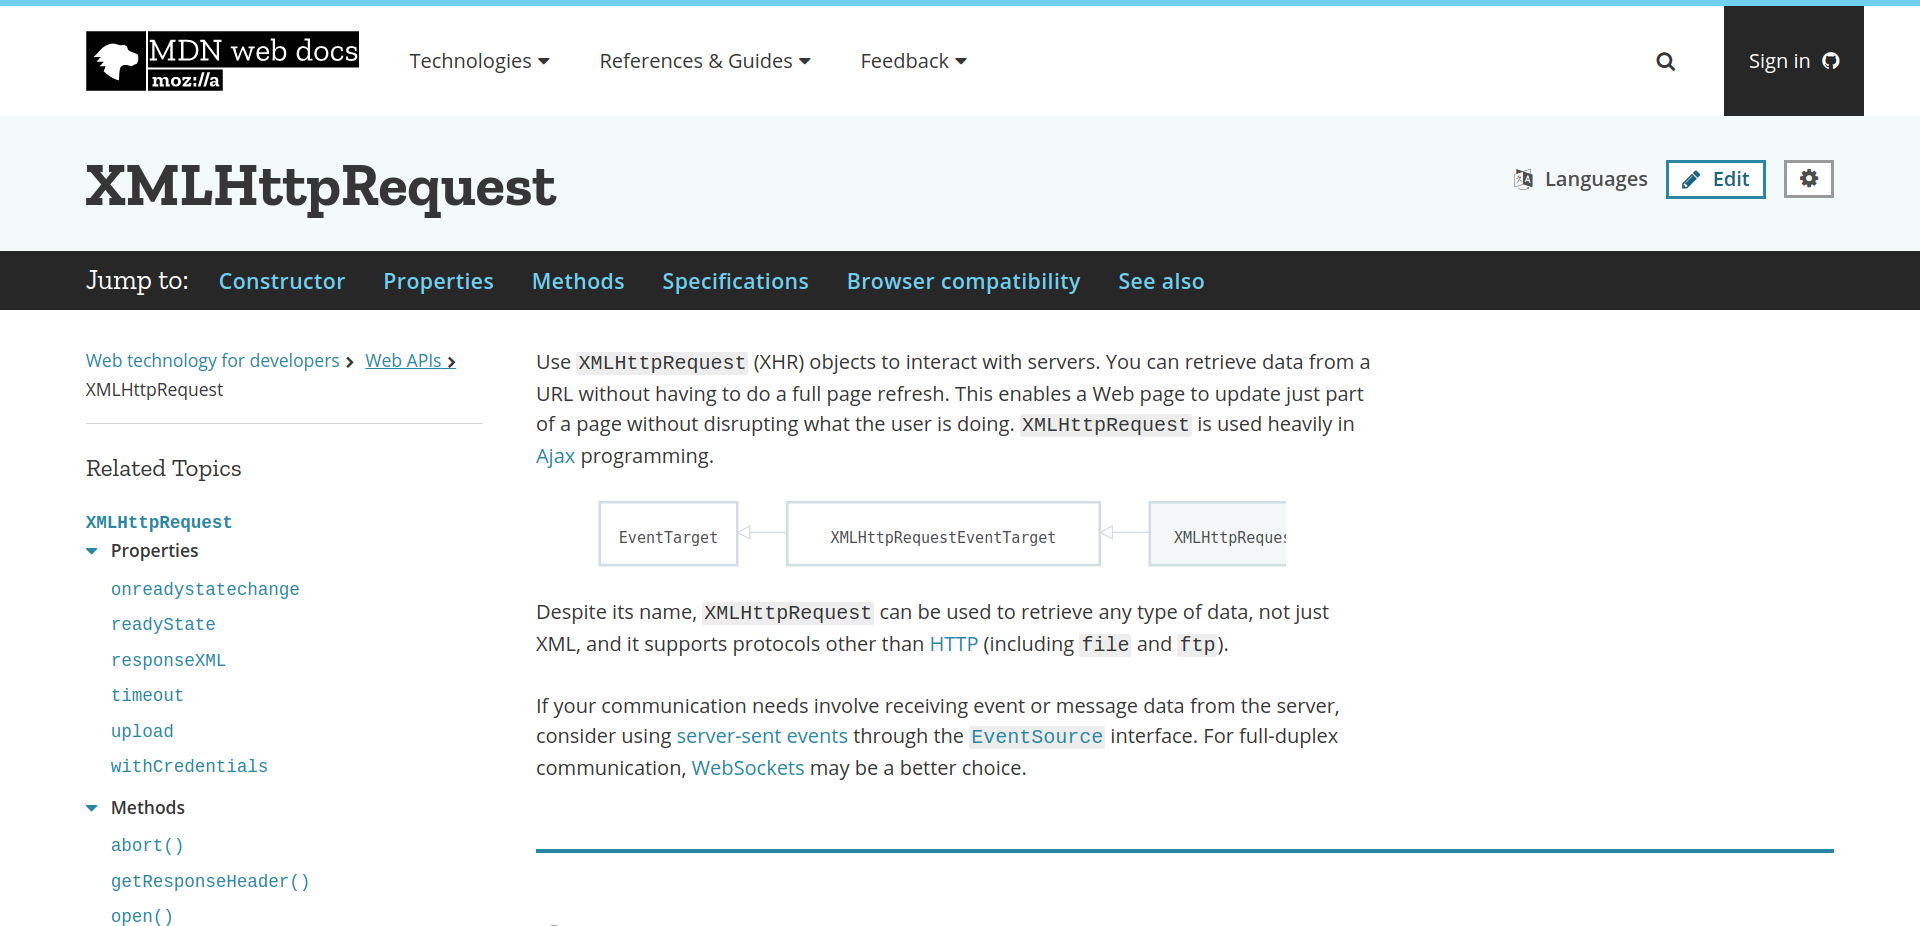 MDN web docs
moz://a
Technologies
References & Guides
Feedback
Sign in
XMLHttpRequest
Languages
Edit
Jump to:
Constructor
Properties
Methods
Specifications
Browser compatibility
See also
Web technology for developers
Web APIs
XMLHttpRequest
Related Topics
XMLHttpRequest
Properties
onreadystatechange
readyState
responseXML
timeout
upload
withCredentials
Methods
abort()
getResponseHeader()
open()
Use XMLHttpRequest (XHR) objects to interact with servers. You can retrieve data from a
URL without having to do a full page refresh. This enables a Web page to update just part
of a page without disrupting what the user is doing. XMLHttpRequest is used heavily in
Ajax programming.
EventTarget
XMLHttpRequestEventTarget
XMLHttpReques
Despite its name, XMLHttpRequest can be used to retrieve any type of data, not just
XML, and it supports protocols other than HTTP (including file and ftp).
If your communication needs involve receiving event or message data from the server,
consider using server-sent events through the EventSource interface. For full-duplex
communication, WebSockets may be a better choice.